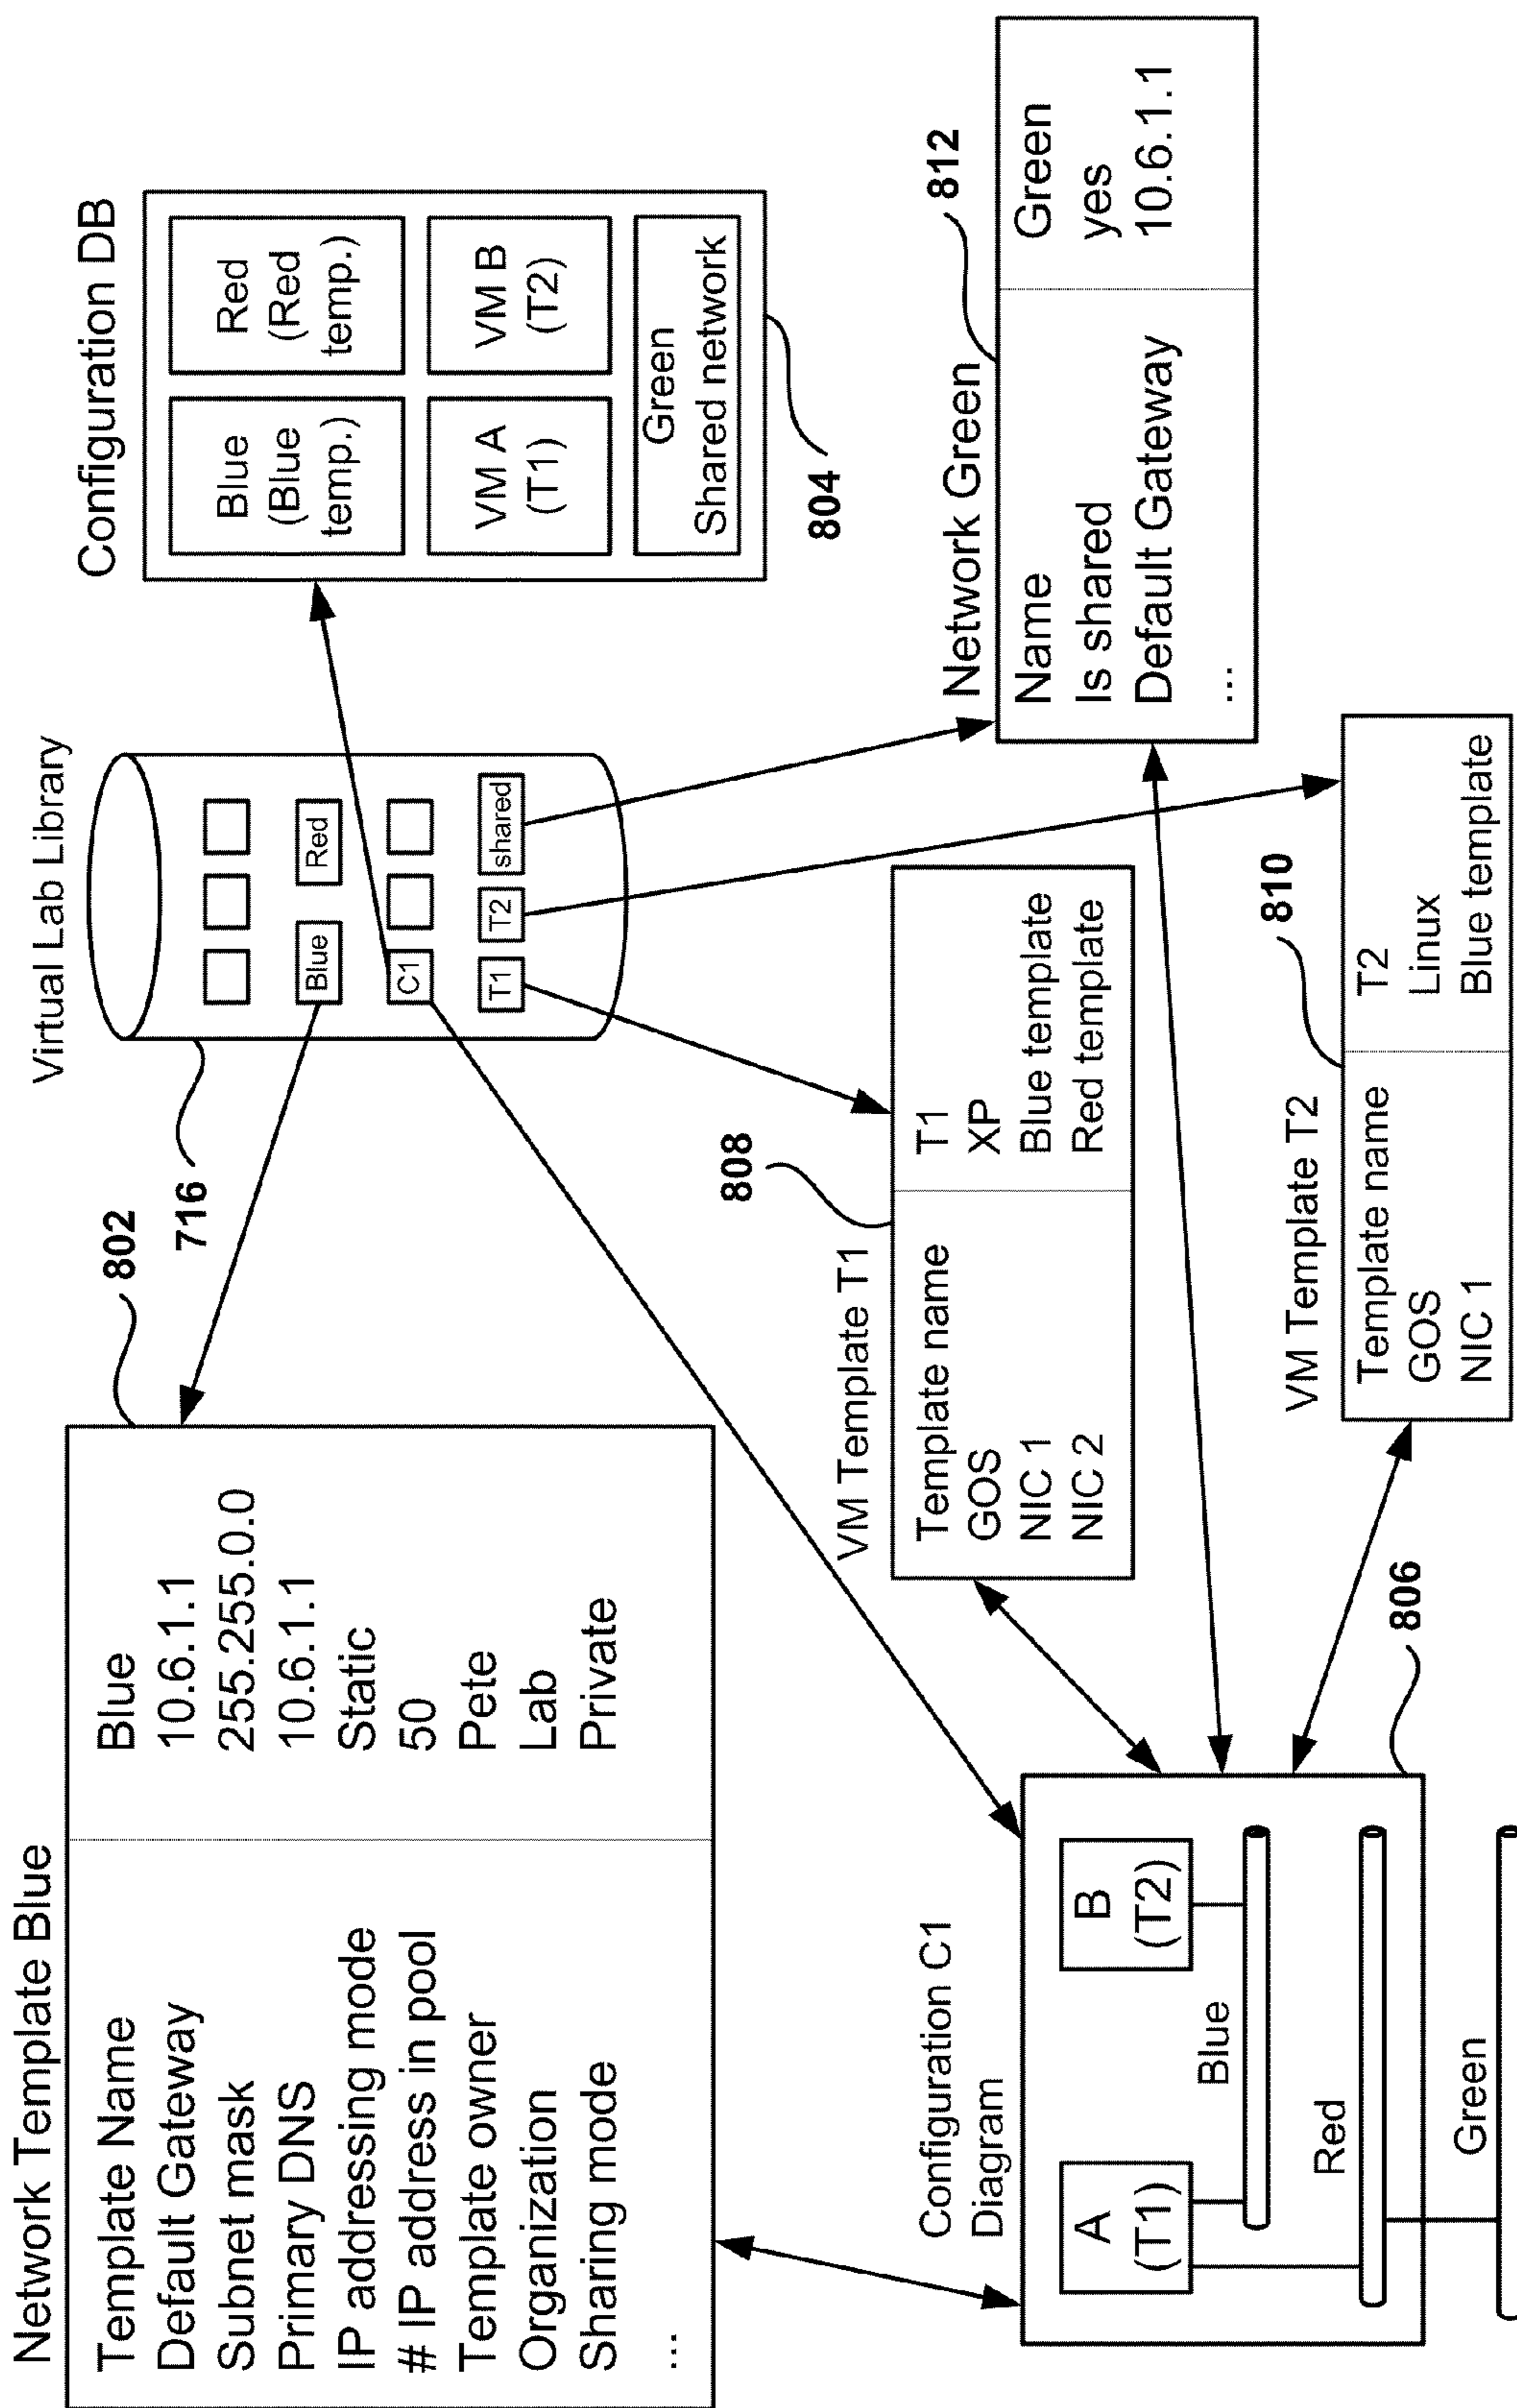 Network Template Blue
Template Name Blue
Default Gateway 10.6.1.1
Subnet mask 255.255.0.0
Primary DNS 10.6.1.1
IP addressing mode Static
# IP address in pool 50
Template owner Pete
Organization Lab
Sharing mode Private
...
802
Virtual Lab Library
716
Blue
Red
C1
T1
T2
shared
Configuration DB
Blue
(Blue
temp.)
Red
(Red
temp.)
VM A
(T1)
VM B
(T2)
Green
Shared network
804
Configuration C1
Diagram
A
(T1)
B
(T2)
Blue
Red
Green
806
VM Template T1
808
Template name T1
GOS XP
NIC 1 Blue template
NIC 2 Red template
VM Template T2
810
Template name T2
GOS Linux
NIC 1 Blue template
Network Green
812
Name Green
Is shared yes
Default Gateway 10.6.1.1
...